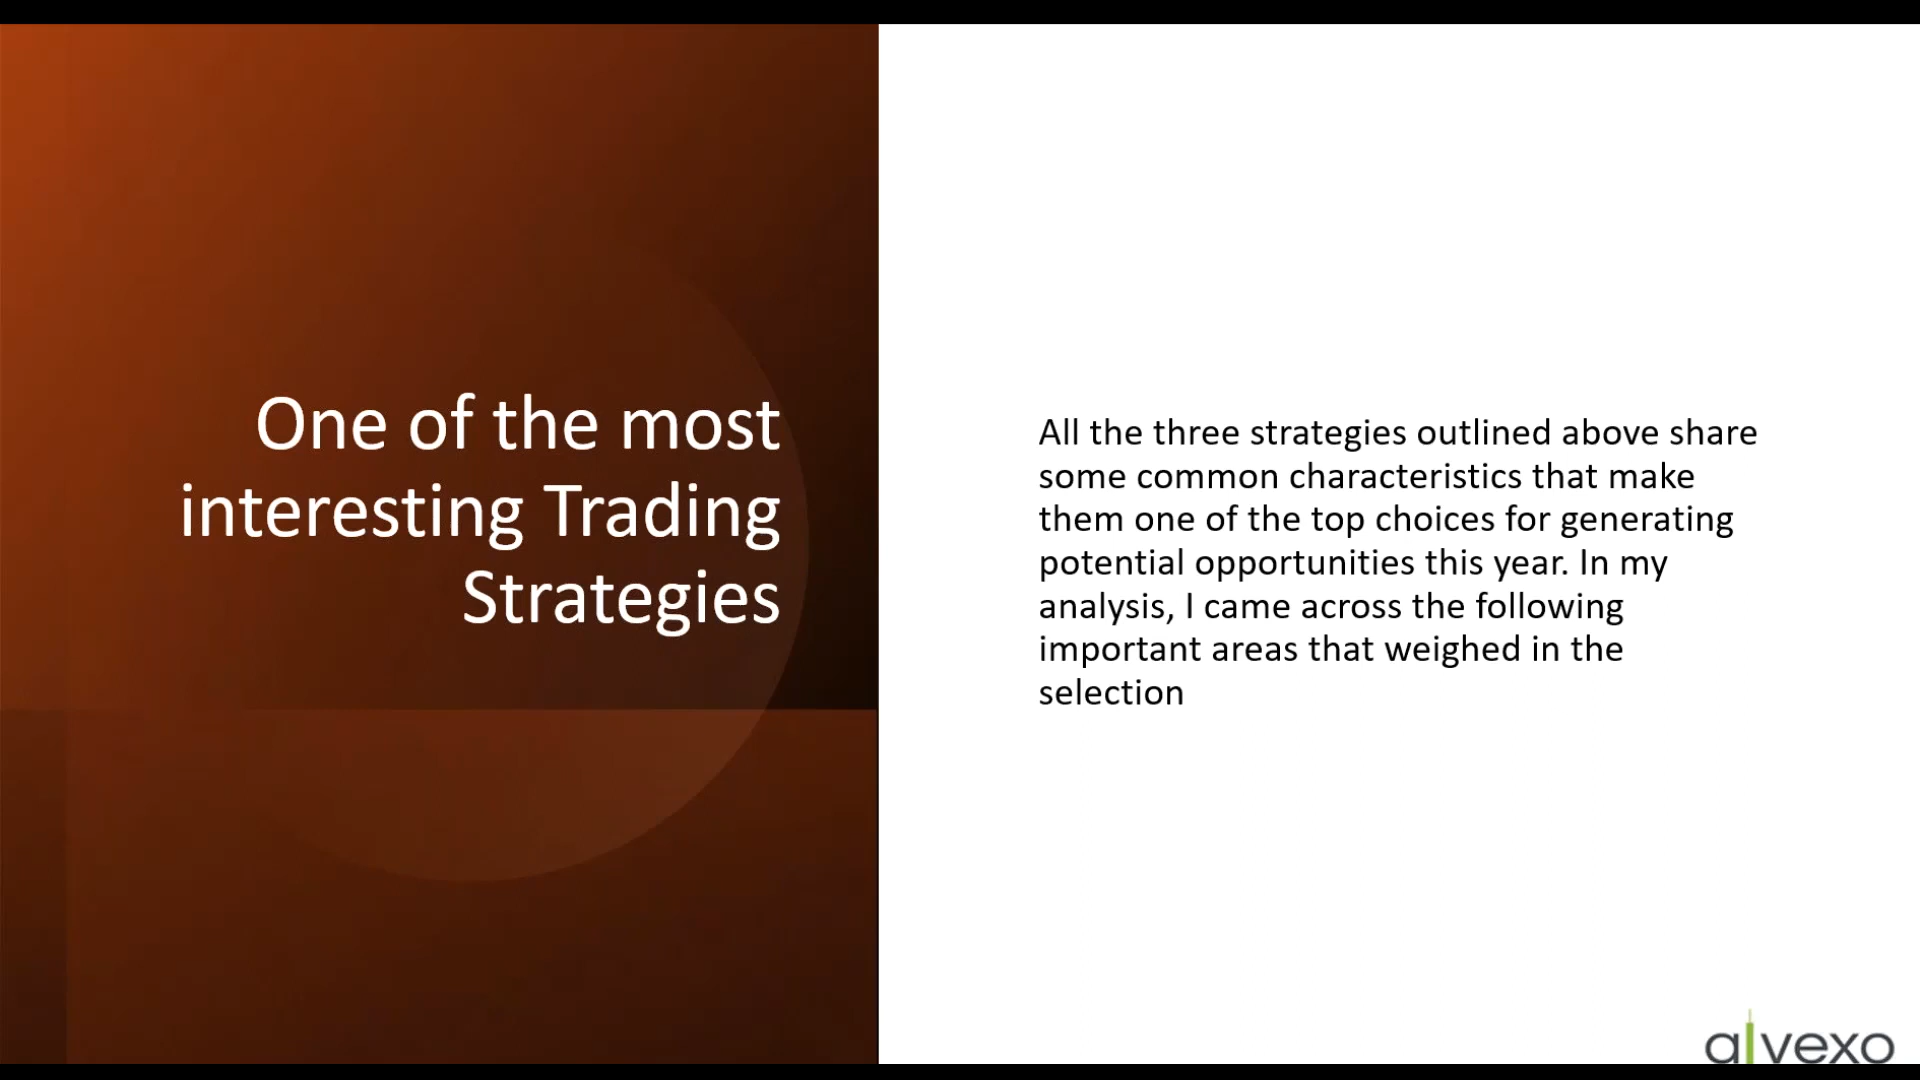 One of the most
interesting Trading
Strategies
All the three strategies outlined above share
some common characteristics that make
them one of the top choices for generating
potential opportunities this year. In my
analysis, I came across the following
important areas that weighed in the
selection
alvexo